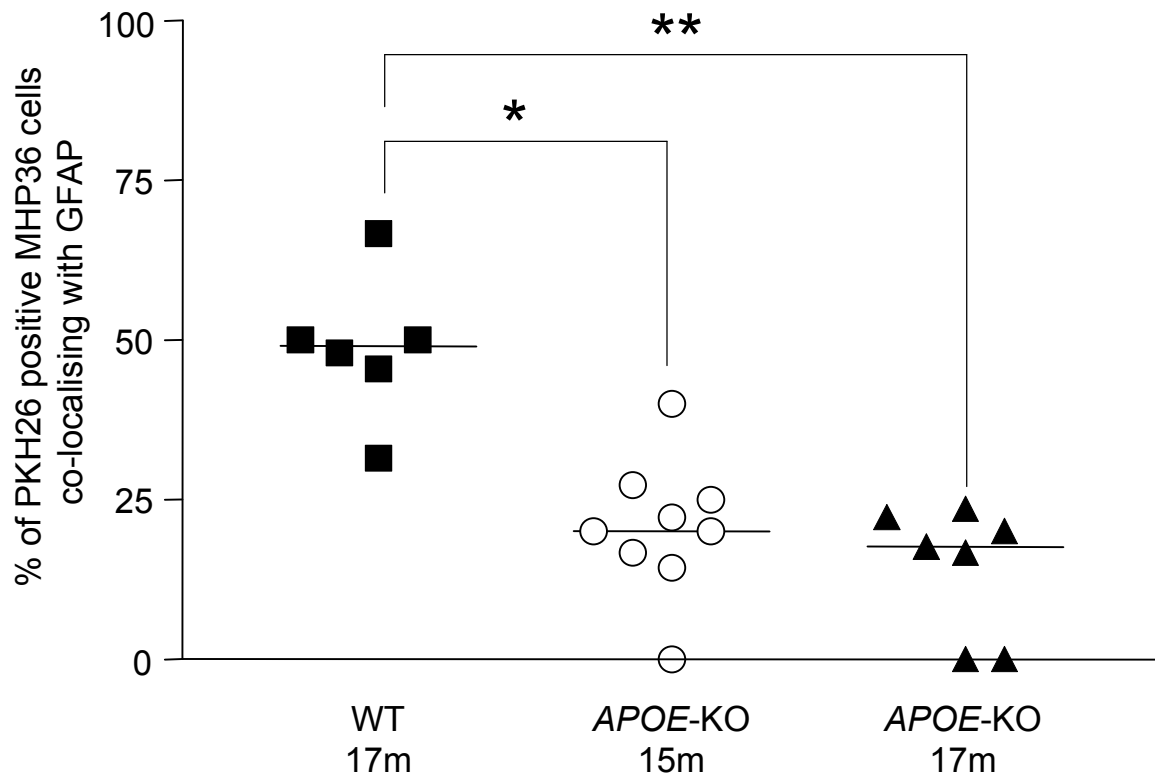 % of PKH26 positive MHP36 cells
co-localising with GFAP
100
75
50
25
0
**
*
WT
17m
APOE-KO
15m
APOE-KO
17m